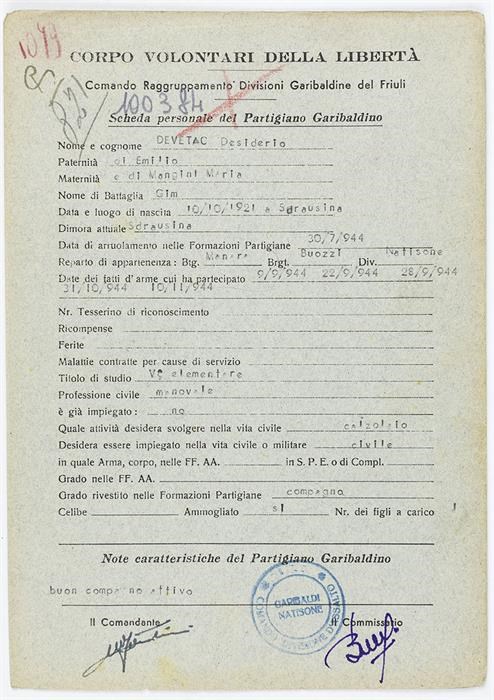 1099
CORPO VOLONTARI DELLA LIBERTÀ
Comando Raggruppamento Divisioni Garibaldine del Friuli
100384
Scheda personale del Partigiano Garibaldino
Nome e cognome DEVETAC Desiderio
Paternità di Emilio
Maternità e di Mangini Maria
Nome di Battaglia Gim
Data e luogo di nascita 10/10/1921 a Sdrausina
Dimora attuale Sdrausina
Data di arruolamento nelle Formazioni Partigiane 30/7/944
Reparto di appartenenza: Btg. Manara Brgt. Buozzi Div. Natisone
Date dei fatti d'arme cui ha partecipato 9/9/944 22/9/944 28/9/944
31/10/944 10/11/944
Nr. Tesserino di riconoscimento
Ricompense
Ferite
Malattie contratte per cause di servizio
Titolo di studio Vª elementare
Professione civile manovale
è già impiegato: no
Quale attività desidera svolgere nella vita civile calzolaio
Desidera essere impiegato nella vita civile o militare civile
in quale Arma, corpo, nelle FF. AA. in S. P. E. o di Compl.
Grado nelle FF. AA.
Grado rivestito nelle Formazioni Partigiane compagno
Celibe Ammogliato si Nr. dei figli a carico 1
Note caratteristiche del Partigiano Garibaldino
buon compagno attivo
GARIBALDI
NATISONE
DIVISIONE D'ASSALTO
Il Comandante Il Commissario